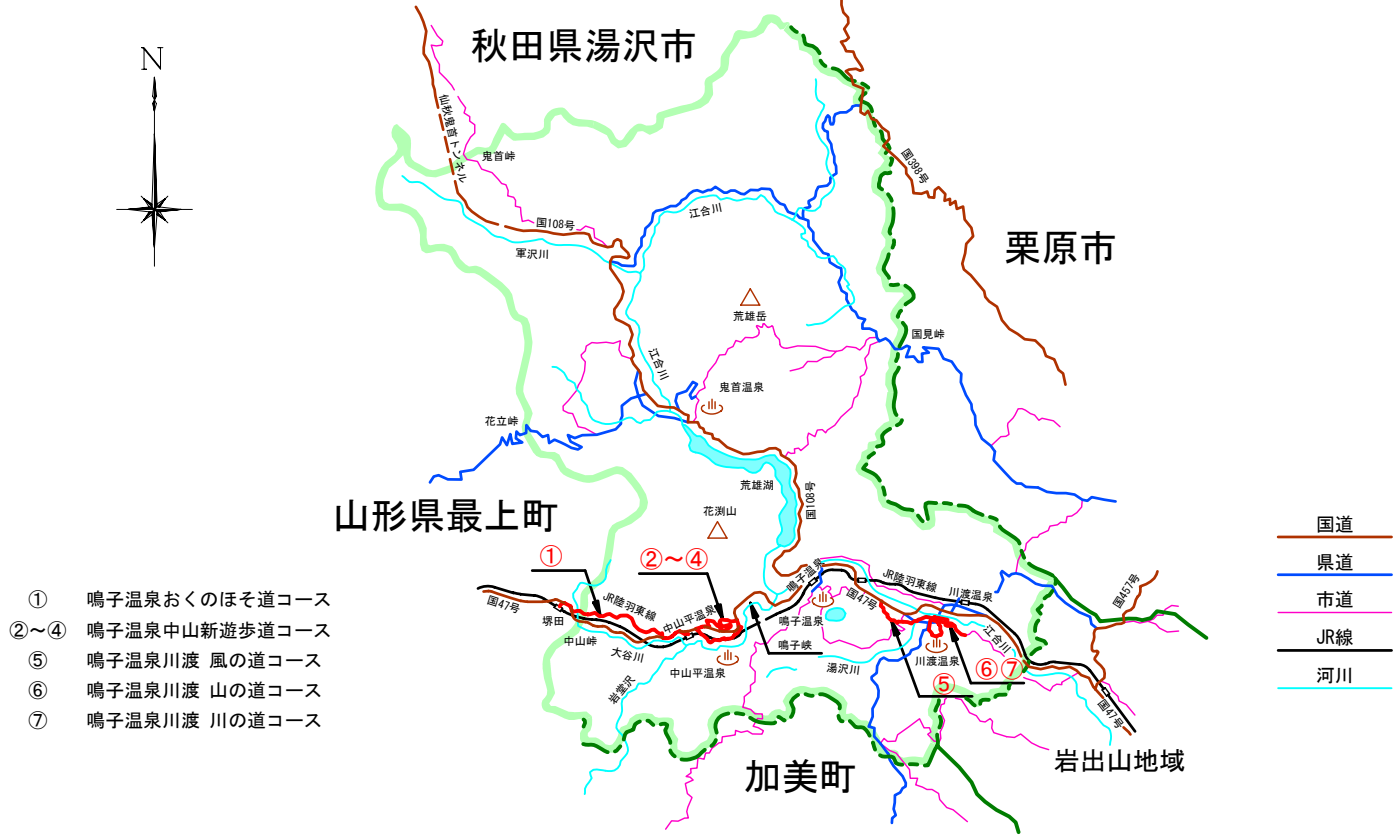 N
秋田県湯沢市
仙秋鬼首トンネル
鬼首峠
国398号
江合川
国108号
軍沢川
栗原市
荒雄岳
国見峠
江合川
鬼首温泉
花立峠
荒雄湖
国108号
山形県最上町
花渕山
①
②～④
鳴子温泉
JR陸羽東線
国47号
JR陸羽東線
川渡温泉
国457号
国47号
堺田
中山平温泉
鳴子温泉
中山峠
大谷川
鳴子峡
江合川
中山平温泉
湯沢川
川渡温泉
⑥⑦
⑤
岩堂沢
国47号
加美町
岩出山地域
① 鳴子温泉おくのほそ道コース
②～④ 鳴子温泉中山新遊歩道コース
⑤ 鳴子温泉川渡 風の道コース
⑥ 鳴子温泉川渡 山の道コース
⑦ 鳴子温泉川渡 川の道コース
国道
県道
市道
JR線
河川